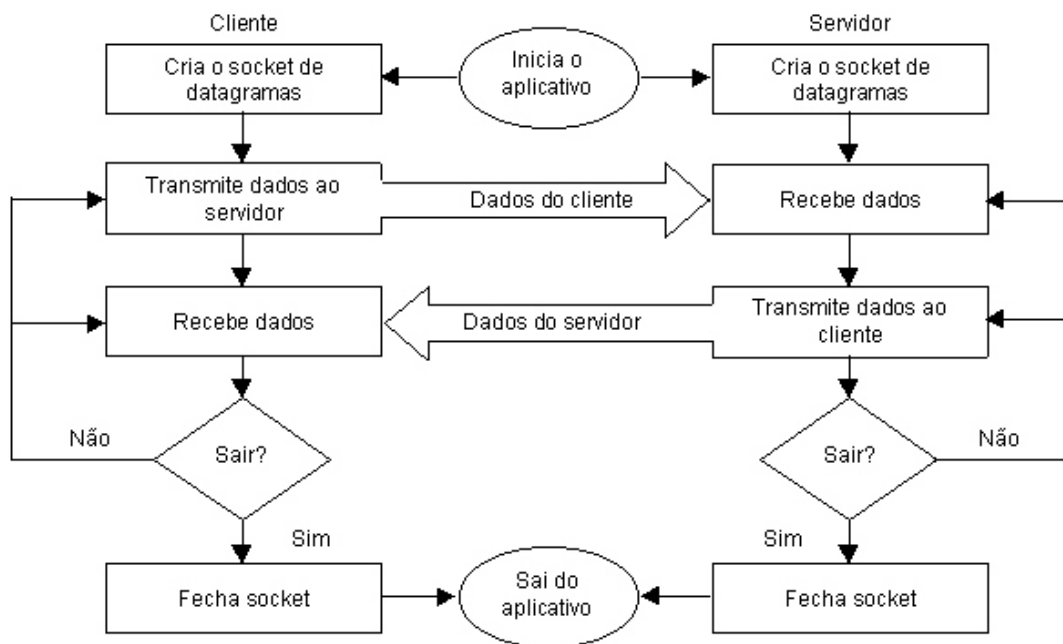 Cliente
Servidor
Cria o socket de
datagramas
Inicia o
aplicativo
Cria o socket de
datagramas
Transmite dados ao
servidor
Dados do cliente
Recebe dados
Recebe dados
Dados do servidor
Transmite dados ao
cliente
Não
Sair?
Sair?
Não
Sim
Sim
Fecha socket
Sai do
aplicativo
Fecha socket